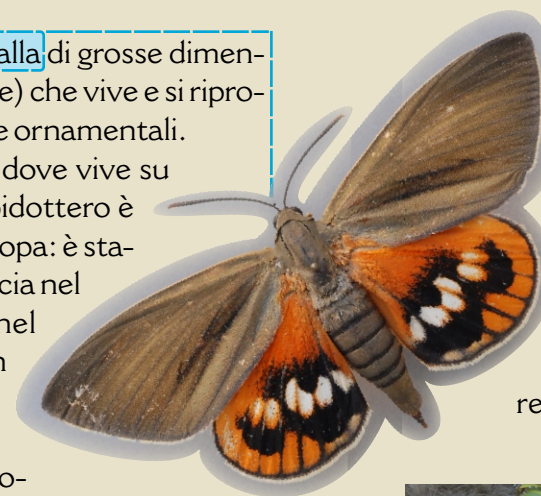 alla di grosse dimen-
e) che vive e si ripro-
e ornamentali.
dove vive su
idottero è
opa: è sta-
cia nel
nel
n
o-
re